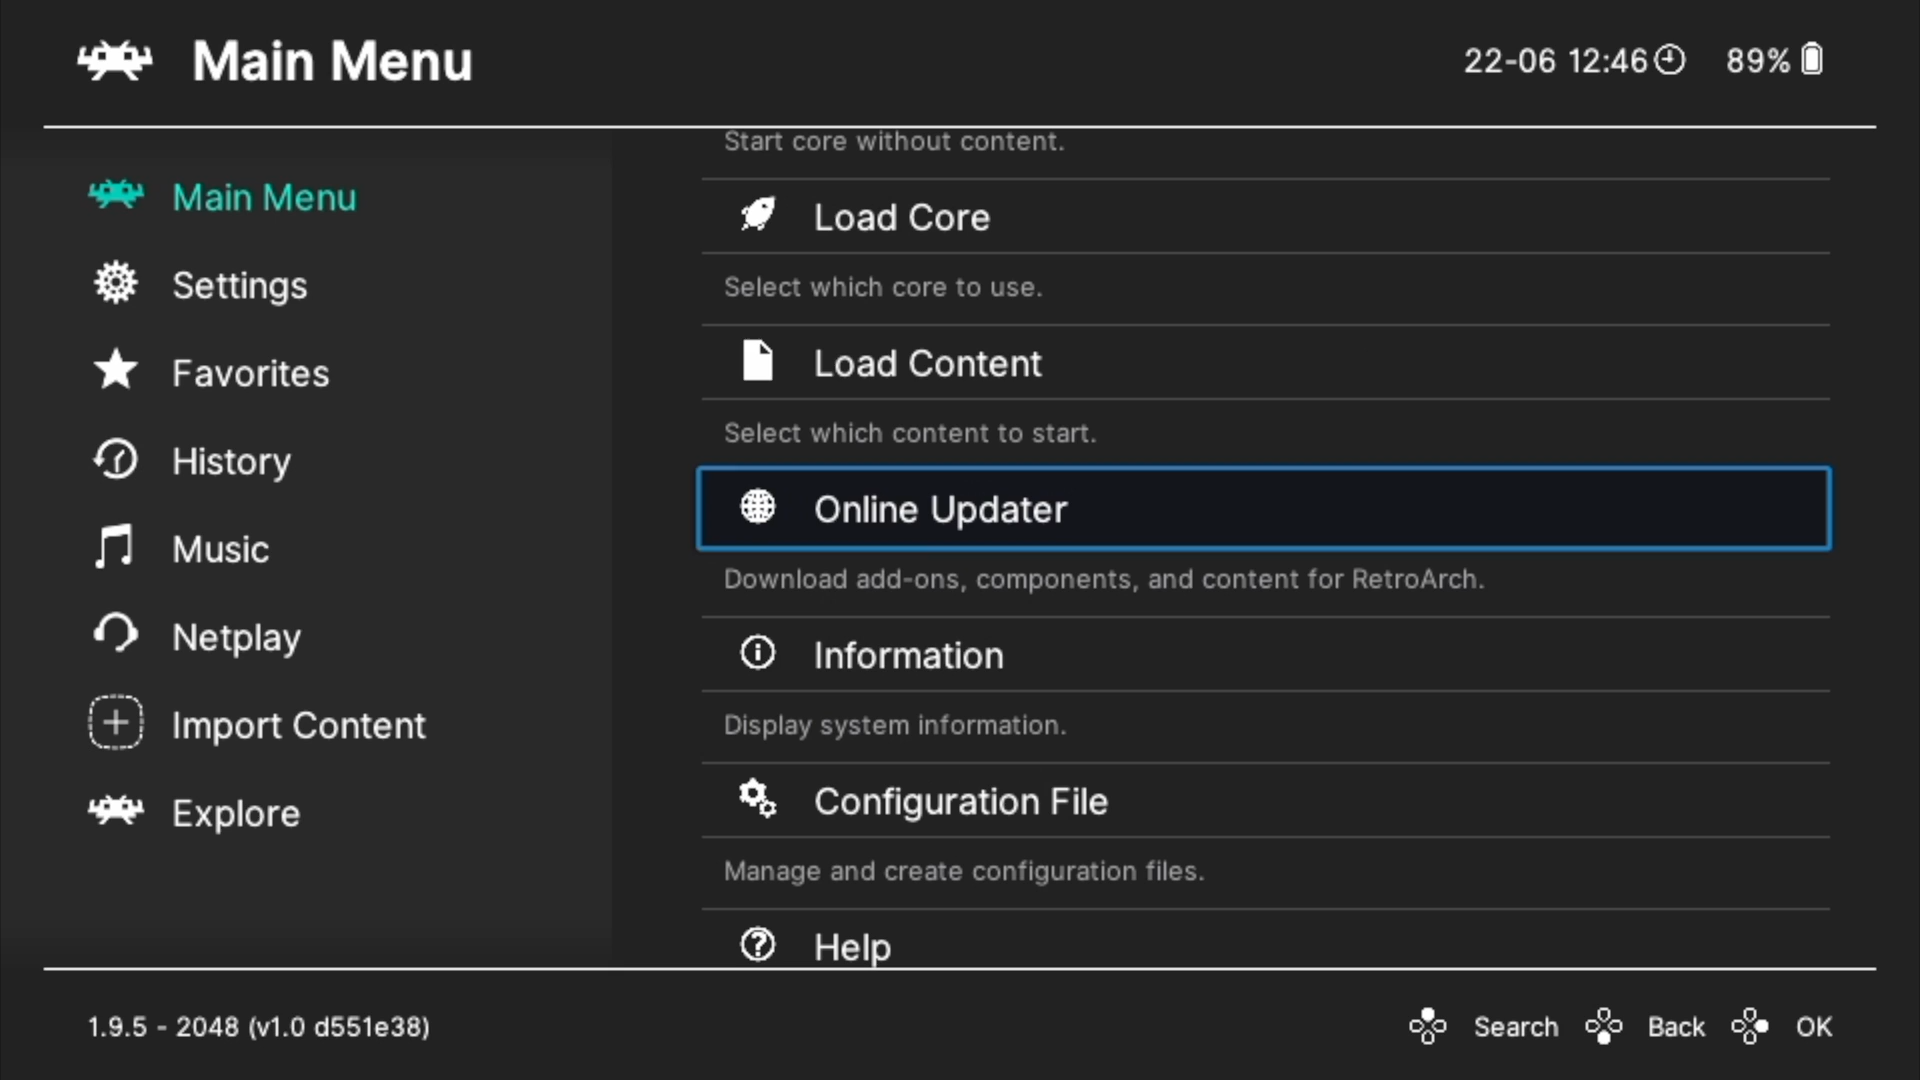 Main Menu
22-06 12:46 89%
Main Menu
Settings
Favorites
History
Music
Netplay
Import Content
Explore
Start core without content.
Load Core
Select which core to use.
Load Content
Select which content to start.
Online Updater
Download add-ons, components, and content for RetroArch.
Information
Display system information.
Configuration File
Manage and create configuration files.
Help
1.9.5 - 2048 (v1.0 d551e38)
Search Back OK